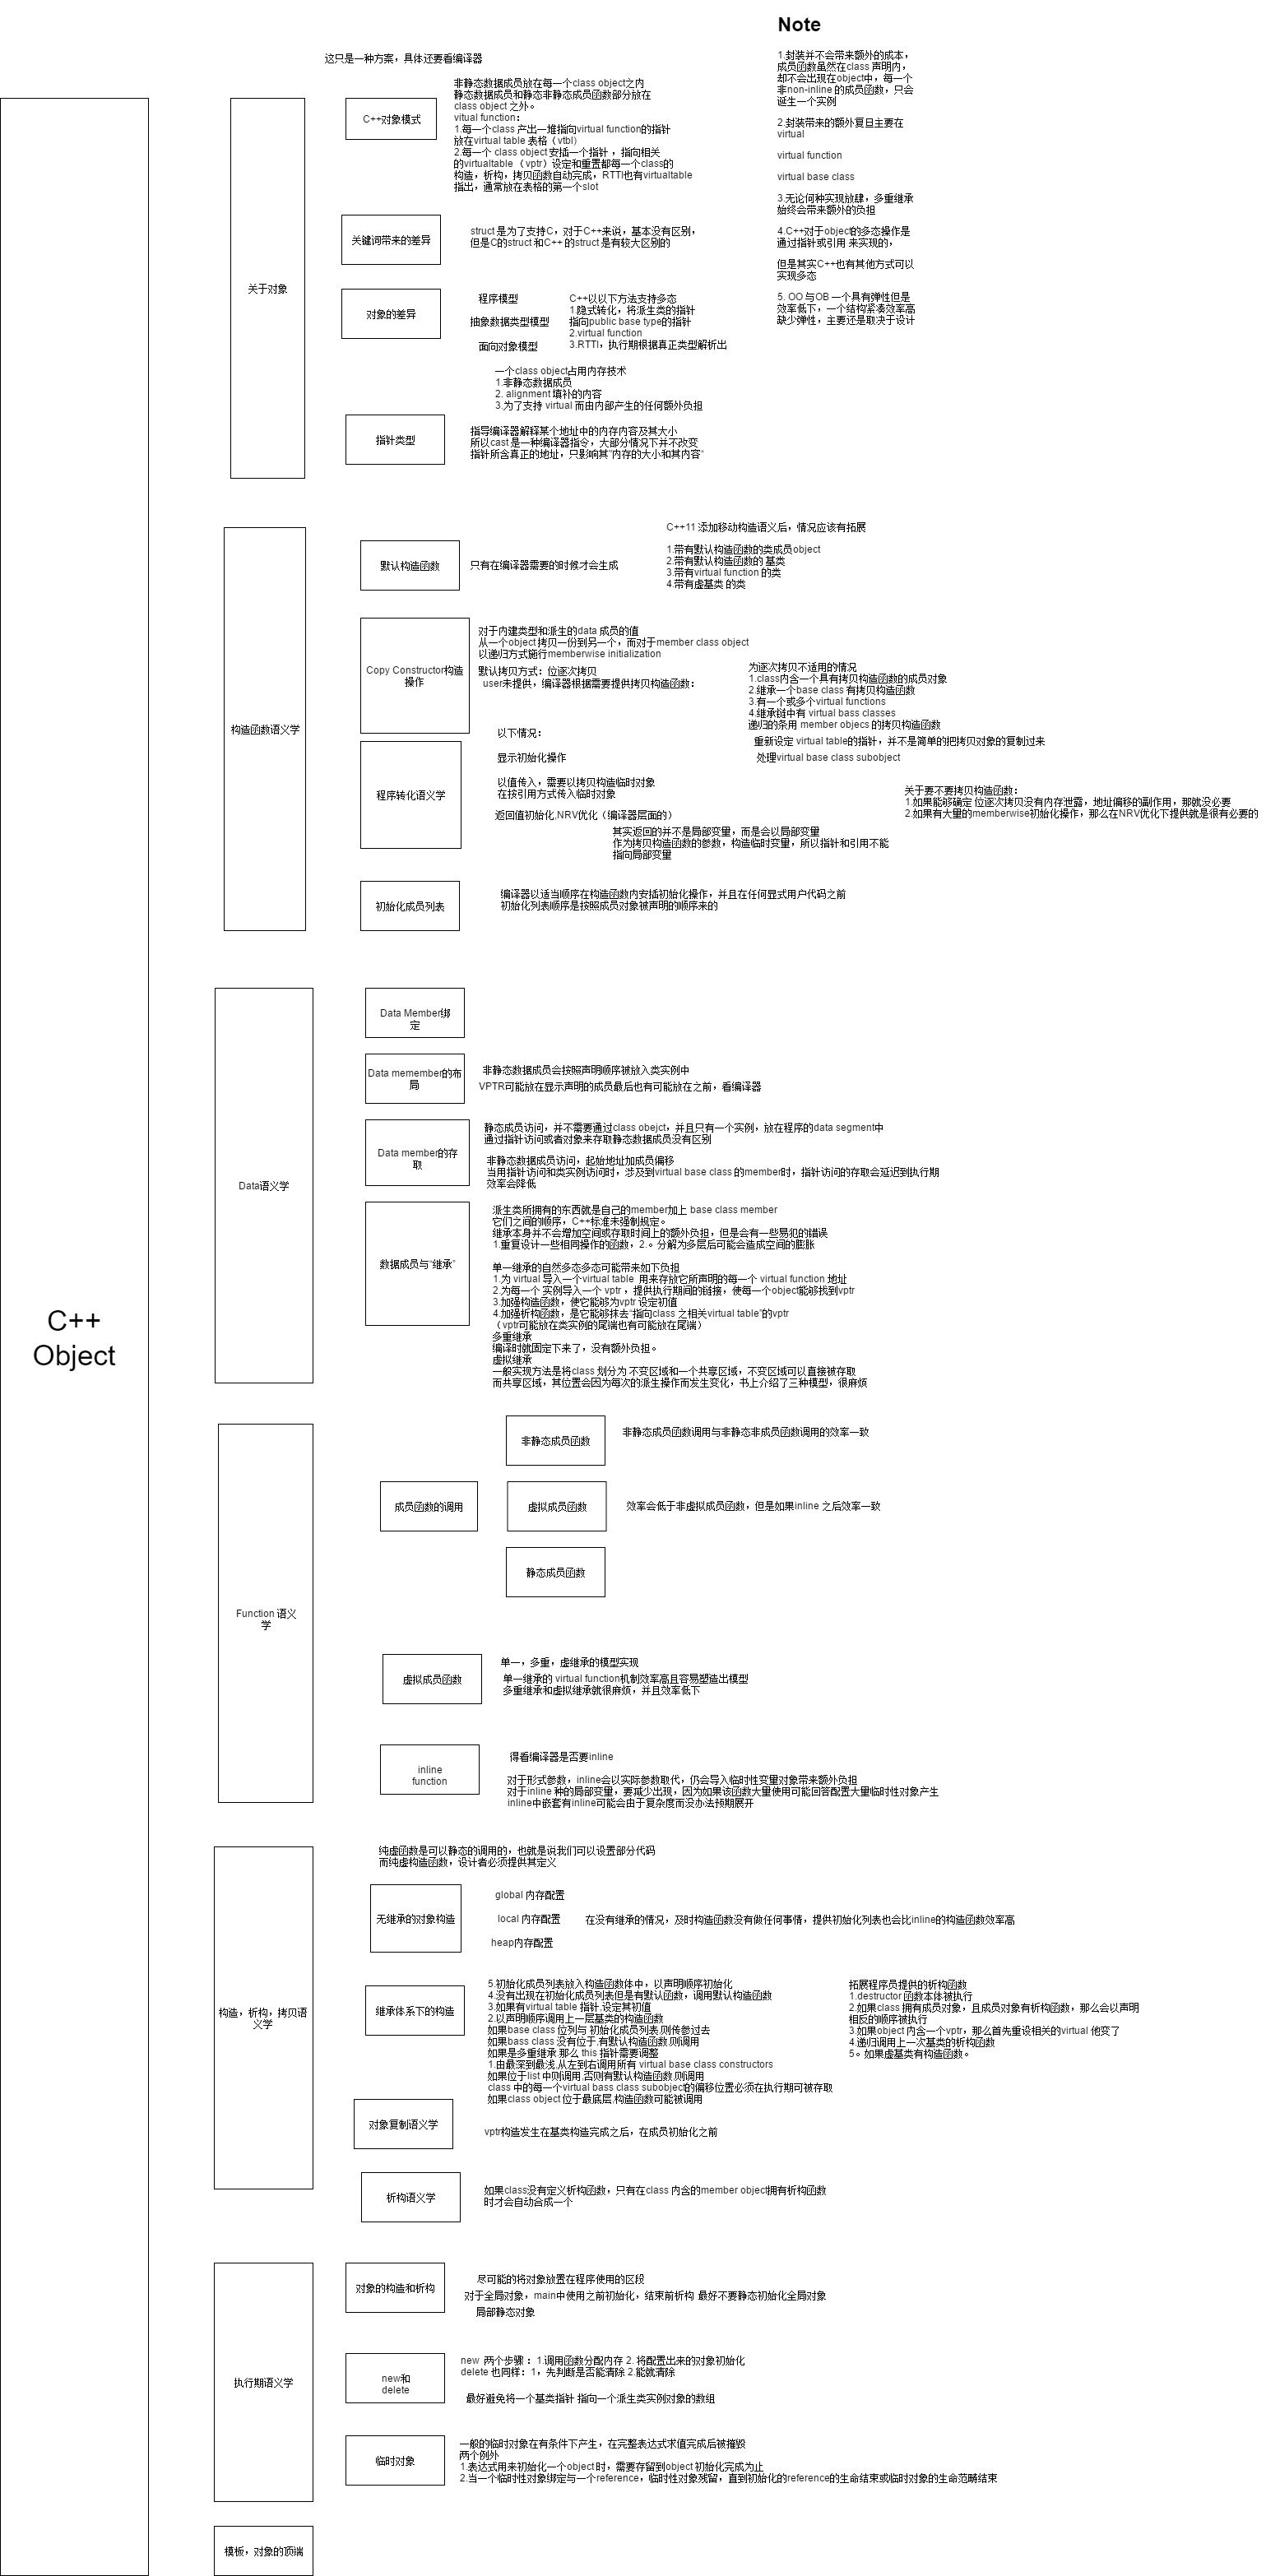 Note
1.封装并不会带来额外的成本，
成员函数虽然在class 声明内，
却不会出现在object中，每一个
非non-inline 的成员函数，只会
诞生一个实例
2.封装带来的额外复旦主要在
virtual
virtual function
virtual base class
3.无论何种实现放肆，多重继承
始终会带来额外的负担
4.C++对于object的多态操作是
通过指针或引用 来实现的，
但是其实C++也有其他方式可以
实现多态
5. OO 与OB 一个具有弹性但是
效率低下，一个结构紧凑效率高
缺少弹性，主要还是取决于设计
C++
Object
关于对象
这只是一种方案，具体还要看编译器
C++对象模式
非静态数据成员放在每一个class object之内
静态数据成员和静态非静态成员函数部分放在
class object 之外。
vitual function：
1.每一个class 产出一堆指向virtual function的指针
放在virtual table 表格（vtbl）
2.每一个 class object 安插一个指针 ，指向相关
的virtualtable （vptr）设定和重置都每一个class的
构造，析构，拷贝函数自动完成，RTTI也有virtualtable
指出，通常放在表格的第一个slot
关键词带来的差异
struct 是为了支持C，对于C++来说，基本没有区别，
但是C的struct 和C++ 的struct 是有较大区别的
对象的差异
程序模型
抽象数据类型模型
面向对象模型
C++以以下方法支持多态
1.隐式转化，将派生类的指针
指向public base type的指针
2.virtual function
3.RTTI，执行期根据真正类型解析出
一个class object占用内存技术
1.非静态数据成员
2. alignment 填补的内容
3.为了支持 virtual 而由内部产生的任何额外负担
指针类型
指导编译器解释某个地址中的内存内容及其大小
所以cast 是一种编译器指令，大部分情况下并不改变
指针所含真正的地址，只影响其"内存的大小和其内容"
构造函数语义学
默认构造函数
只有在编译器需要的时候才会生成
C++11 添加移动构造语义后，情况应该有拓展
1.带有默认构造函数的类成员object
2.带有默认构造函数的 基类
3.带有virtual function 的类
4.带有虚基类 的类
Copy Constructor构造
操作
对于内建类型和派生的data 成员的值
从一个object 拷贝一份到另一个，而对于member class object
以递归方式施行memberwise initialization
默认拷贝方式：位逐次拷贝
user未提供，编译器根据需要提供拷贝构造函数：
为逐次拷贝不适用的情况
1.class内含一个具有拷贝构造函数的成员对象
2.继承一个base class 有拷贝构造函数
3.有一个或多个virtual functions
4.继承链中有 virtual bass classes
递归的条用 member objecs 的拷贝构造函数
重新设定 virtual table的指针，并不是简单的把拷贝对象的复制过来
处理virtual base class subobject
程序转化语义学
以下情况：
显示初始化操作
以值传入，需要以拷贝构造临时对象
在按引用方式传入临时对象
返回值初始化,NRV优化（编译器层面的）
其实返回的并不是局部变量，而是会以局部变量
作为拷贝构造函数的参数，构造临时变量，所以指针和引用不能
指向局部变量
关于要不要拷贝构造函数：
1.如果能够确定 位逐次拷贝没有内存泄露，地址偏移的副作用，那就没必要
2.如果有大量的memberwise初始化操作，那么在NRV优化下提供就是很有必要的
初始化成员列表
编译器以适当顺序在构造函数内安插初始化操作，并且在任何显式用户代码之前
初始化列表顺序是按照成员对象被声明的顺序来的
Data语义学
Data Member绑
定
Data memember的布
局
非静态数据成员会按照声明顺序被放入类实例中
VPTR可能放在显示声明的成员最后也有可能放在之前，看编译器
Data member的存
取
静态成员访问，并不需要通过class obejct，并且只有一个实例，放在程序的data segment中
通过指针访问或者对象来存取静态数据成员没有区别
非静态数据成员访问，起始地址加成员偏移
当用指针访问和类实例访问时，涉及到virtual base class 的member时，指针访问的存取会延迟到执行期
效率会降低
数据成员与"继承"
派生类所拥有的东西就是自己的member加上 base class member
它们之间的顺序，C++标准未强制规定。
继承本身并不会增加空间或存取时间上的额外负担，但是会有一些易犯的错误
1.重复设计一些相同操作的函数，2.。分解为多层后可能会造成空间的膨胀
单一继承的自然多态多态可能带来如下负担
1.为 virtual 导入一个virtual table 用来存放它所声明的每一个 virtual function 地址
2.为每一个 实例导入一个 vptr ，提供执行期间的链接，使每一个object能够找到vptr
3.加强构造函数，使它能够为vptr 设定初值
4.加强析构函数，是它能够抹去"指向class 之相关virtual table"的vptr
（vptr可能放在类实例的尾端也有可能放在尾端）
多重继承
编译时就固定下来了，没有额外负担。
虚拟继承
一般实现方法是将class 划分为 不变区域和一个共享区域，不变区域可以直接被存取
而共享区域，其位置会因为每次的派生操作而发生变化，书上介绍了三种模型，很麻烦
Function 语义
学
成员函数的调用
非静态成员函数
非静态成员函数调用与非静态非成员函数调用的效率一致
虚拟成员函数
效率会低于非虚拟成员函数，但是如果inline 之后效率一致
静态成员函数
虚拟成员函数
单一，多重，虚继承的模型实现
单一继承的 virtual function机制效率高且容易塑造出模型
多重继承和虚拟继承就很麻烦，并且效率低下
inline
function
得看编译器是否要inline
对于形式参数，inline会以实际参数取代，仍会导入临时性变量对象带来额外负担
对于inline 种的局部变量，要减少出现，因为如果该函数大量使用可能回答配置大量临时性对象产生
inline中嵌套有inline可能会由于复杂度而没办法预期展开
构造，析构，拷贝语
义学
纯虚函数是可以静态的调用的，也就是说我们可以设置部分代码
而纯虚构造函数，设计者必须提供其定义
无继承的对象构造
global 内存配置
local 内存配置
heap内存配置
在没有继承的情况，及时构造函数没有做任何事情，提供初始化列表也会比inline的构造函数效率高
继承体系下的构造
5.初始化成员列表放入构造函数体中，以声明顺序初始化
4.没有出现在初始化成员列表但是有默认函数，调用默认构造函数
3.如果有virtual table 指针,设定其初值
2.以声明顺序调用上一层基类的构造函数
如果base class 位列与 初始化成员列表,则传参过去
如果bass class 没有位于,有默认构造函数,则调用
如果是多重继承,那么 this 指针需要调整
1.由最深到最浅,从左到右调用所有 virtual base class constructors
如果位于list 中则调用,否则有默认构造函数,则调用
class 中的每一个virtual bass class subobject的偏移位置必须在执行期可被存取
如果class object 位于最底层,构造函数可能被调用
拓展程序员提供的析构函数
1.destructor 函数本体被执行
2.如果class 拥有成员对象，且成员对象有析构函数，那么会以声明
相反的顺序被执行
3.如果object 内含一个vptr，那么首先重设相关的virtual 他变了
4.递归调用上一次基类的析构函数
5。如果虚基类有构造函数。
对象复制语义学
vptr构造发生在基类构造完成之后，在成员初始化之前
析构语义学
如果class没有定义析构函数，只有在class 内含的member object拥有析构函数
时才会自动合成一个
执行期语义学
对象的构造和析构
尽可能的将对象放置在程序使用的区段
对于全局对象，main中使用之前初始化，结束前析构 最好不要静态初始化全局对象
局部静态对象
new和
delete
new 两个步骤 ：1.调用函数分配内存 2. 将配置出来的对象初始化
delete 也同样：1，先判断是否能清除 2.能就清除
最好避免将一个基类指针 指向一个派生类实例对象的数组
临时对象
一般的临时对象在有条件下产生，在完整表达式求值完成后被摧毁
两个例外
1.表达式用来初始化一个object 时，需要存留到object 初始化完成为止
2.当一个临时性对象绑定与一个reference，临时性对象残留，直到初始化的reference的生命结束或临时对象的生命范畴结束
模板，对象的顶端